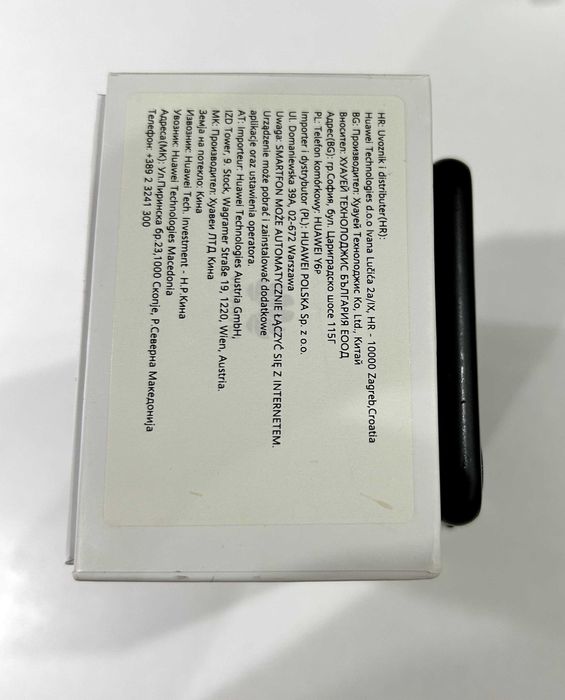 HR: Uvoznik i distributer(HR):
Huawei Technologies d.o.o Ivana Lučića 2a/IX, HR - 10000 Zagreb,Croatia
BG: Производител: Хуауей Технолоджис Ко, Ltd., Китай
Вносител: ХУАУЕЙ ТЕХНОЛОДЖИС БЪЛГАРИЯ ЕООД
Адрес(BG): гр.София, бул. Цариградско шосе 115Г
PL: Telefon komórkowy: HUAWEI Y6P
Importer i dystrybutor (PL): HUAWEI POLSKA Sp. z o.o.
Ul. Domaniewska 39A, 02-672 Warszawa
Uwaga: SMARTFON MOŻE AUTOMATYCZNIE ŁĄCZYĆ SIĘ Z INTERNETEM.
Urządzenie może pobrać i zainstalować dodatkowe
aplikacje oraz ustawienia operatora.
AT: Importeur: Huawei Technologies Austria GmbH,
IZD Tower, 9. Stock, Wagramer Straße 19, 1220, Wien, Austria.
MK: Производител: Хуавеи ЛТД Кина
Земја на потекло: Кина
Извозник: Huawei Tech. Investment - Н.Р.Кина
Увозник: Huawei Technologies Macedonia
Адреса(МК): Ул.Пиринска бр.23,1000 Скопје, Р.Северна Македонија
Телефон: +389 2 3241 300